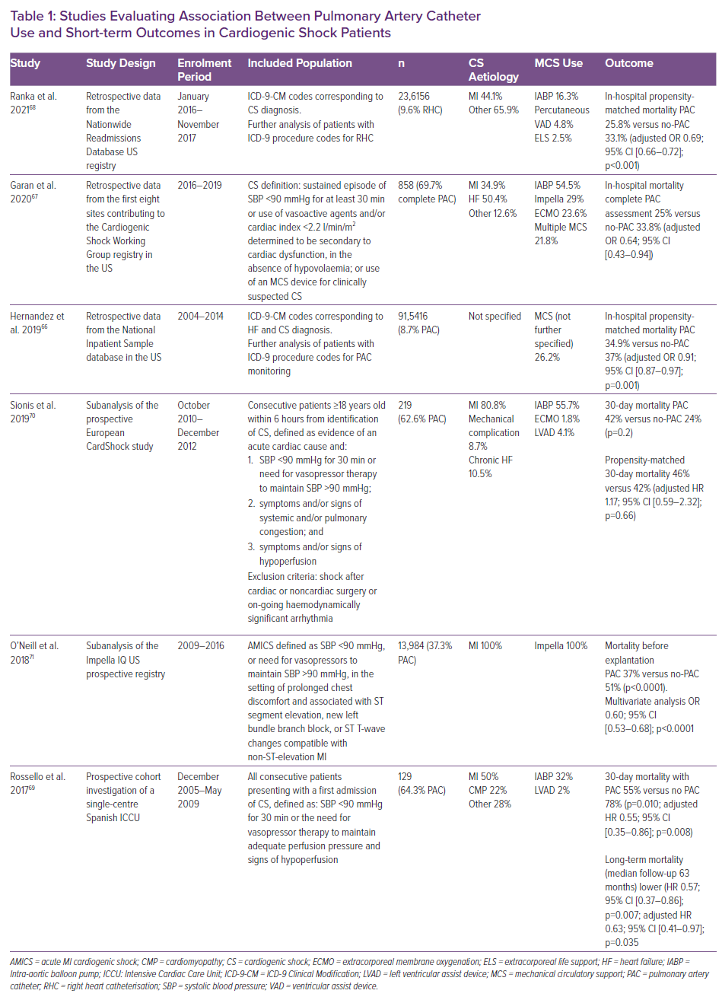 Table 1: Studies Evaluating Association Between Pulmonary Artery Catheter
Use and Short-term Outcomes in Cardiogenic Shock Patients
Study
Study Design
Enrolment
Period
Included Population
n
CS
Aetiology
MCS Use
Outcome
Ranka et al.
2021⁶⁸
Retrospective data
from the
Nationwide
Readmissions
Database US
registry
January
2016–
November
2017
ICD-9-CM codes corresponding to
CS diagnosis.
Further analysis of patients with
ICD-9 procedure codes for RHC
23,6156
(9.6% RHC)
MI 44.1%
Other 65.9%
IABP 16.3%
Percutaneous
VAD 4.8%
ELS 2.5%
In-hospital propensity-
matched mortality PAC
25.8% versus no-PAC
33.1% (adjusted OR 0.69;
95% CI [0.66–0.72];
p<0.001)
Garan et al.
2020⁶⁷
Retrospective data
from the first eight
sites contributing to
the Cardiogenic
Shock Working
Group registry in
the US
2016–2019
CS definition: sustained episode of
SBP <90 mmHg for at least 30 min
or use of vasoactive agents and/or
cardiac index <2.2 l/min/m²
determined to be secondary to
cardiac dysfunction, in the
absence of hypovolaemia; or use
of an MCS device for clinically
suspected CS
858 (69.7%
complete PAC)
MI 34.9%
HF 50.4%
Other 12.6%
IABP 54.5%
Impella 29%
ECMO 23.6%
Multiple MCS
21.8%
In-hospital mortality
complete PAC
assessment 25% versus
no-PAC 33.8% (adjusted
OR 0.64; 95% CI
[0.43–0.94])
Hernandez et
al. 2019⁶⁶
Retrospective data
from the National
Inpatient Sample
database in the US
2004–2014
ICD-9-CM codes corresponding to
HF and CS diagnosis.
Further analysis of patients with
ICD-9 procedure codes for PAC
monitoring
91,5416
(8.7% PAC)
Not specified
MCS (not
further
specified)
26.2%
In-hospital propensity-
matched mortality PAC
34.9% versus no-PAC
37% (adjusted OR 0.91;
95% CI [0.87–0.97];
p=0.001)
Sionis et al.
2019⁷⁰
Subanalysis of the
prospective
European
CardShock study
October
2010–
December
2012
Consecutive patients ≥18 years old
within 6 hours from identification
of CS, defined as evidence of an
acute cardiac cause and:
1. SBP <90 mmHg for 30 min or
need for vasopressor therapy
to maintain SBP >90 mmHg;
2. symptoms and/or signs of
systemic and/or pulmonary
congestion; and
3. symptoms and/or signs of
hypoperfusion
Exclusion criteria: shock after
cardiac or noncardiac surgery or
on-going haemodynamically
significant arrhythmia
219
(62.6% PAC)
MI 80.8%
Mechanical
complication
8.7%
Chronic HF
10.5%
IABP 55.7%
ECMO 1.8%
LVAD 4.1%
30-day mortality PAC
42% versus no-PAC 24%
(p=0.2)
Propensity-matched
30-day mortality 46%
versus 42% (adjusted HR
1.17; 95% CI [0.59–2.32];
p=0.66)
O'Neill et al.
2018⁷¹
Subanalysis of the
Impella IQ US
prospective registry
2009–2016
AMICS defined as SBP <90 mmHg,
or need for vasopressors to
maintain SBP >90 mmHg, in the
setting of prolonged chest
discomfort and associated with ST
segment elevation, new left
bundle branch block, or ST T-wave
changes compatible with
non-ST-elevation MI
13,984 (37.3%
PAC)
MI 100%
Impella 100%
Mortality before
explantation
PAC 37% versus no-PAC
51% (p<0.0001).
Multivariate analysis OR
0.60; 95% CI
[0.53–0.68]; p<0.0001
Rossello et al.
2017⁶⁹
Prospective cohort
investigation of a
single-centre
Spanish ICCU
December
2005–May
2009
All consecutive patients
presenting with a first admission
of CS, defined as: SBP <90 mmHg
for 30 min or the need for
vasopressor therapy to maintain
adequate perfusion pressure and
signs of hypoperfusion
129
(64.3% PAC)
MI 50%
CMP 22%
Other 28%
IABP 32%
LVAD 2%
30-day mortality with
PAC 55% versus no PAC
78% (p=0.010; adjusted
HR 0.55; 95% CI
[0.35–0.86]; p=0.008)
Long-term mortality
(median follow-up 63
months) lower (HR 0.57;
95% CI [0.37–0.86];
p=0.007; adjusted HR
0.63; 95% CI [0.41–0.97];
p=0.035
AMICS = acute MI cardiogenic shock; CMP = cardiomyopathy; CS = cardiogenic shock; ECMO = extracorporeal membrane oxygenation; ELS = extracorporeal life support; HF = heart failure; IABP =
Intra-aortic balloon pump; ICCU: Intensive Cardiac Care Unit; ICD-9-CM = ICD-9 Clinical Modification; LVAD = left ventricular assist device; MCS = mechanical circulatory support; PAC = pulmonary artery
catheter; RHC = right heart catheterisation; SBP = systolic blood pressure; VAD = ventricular assist device.